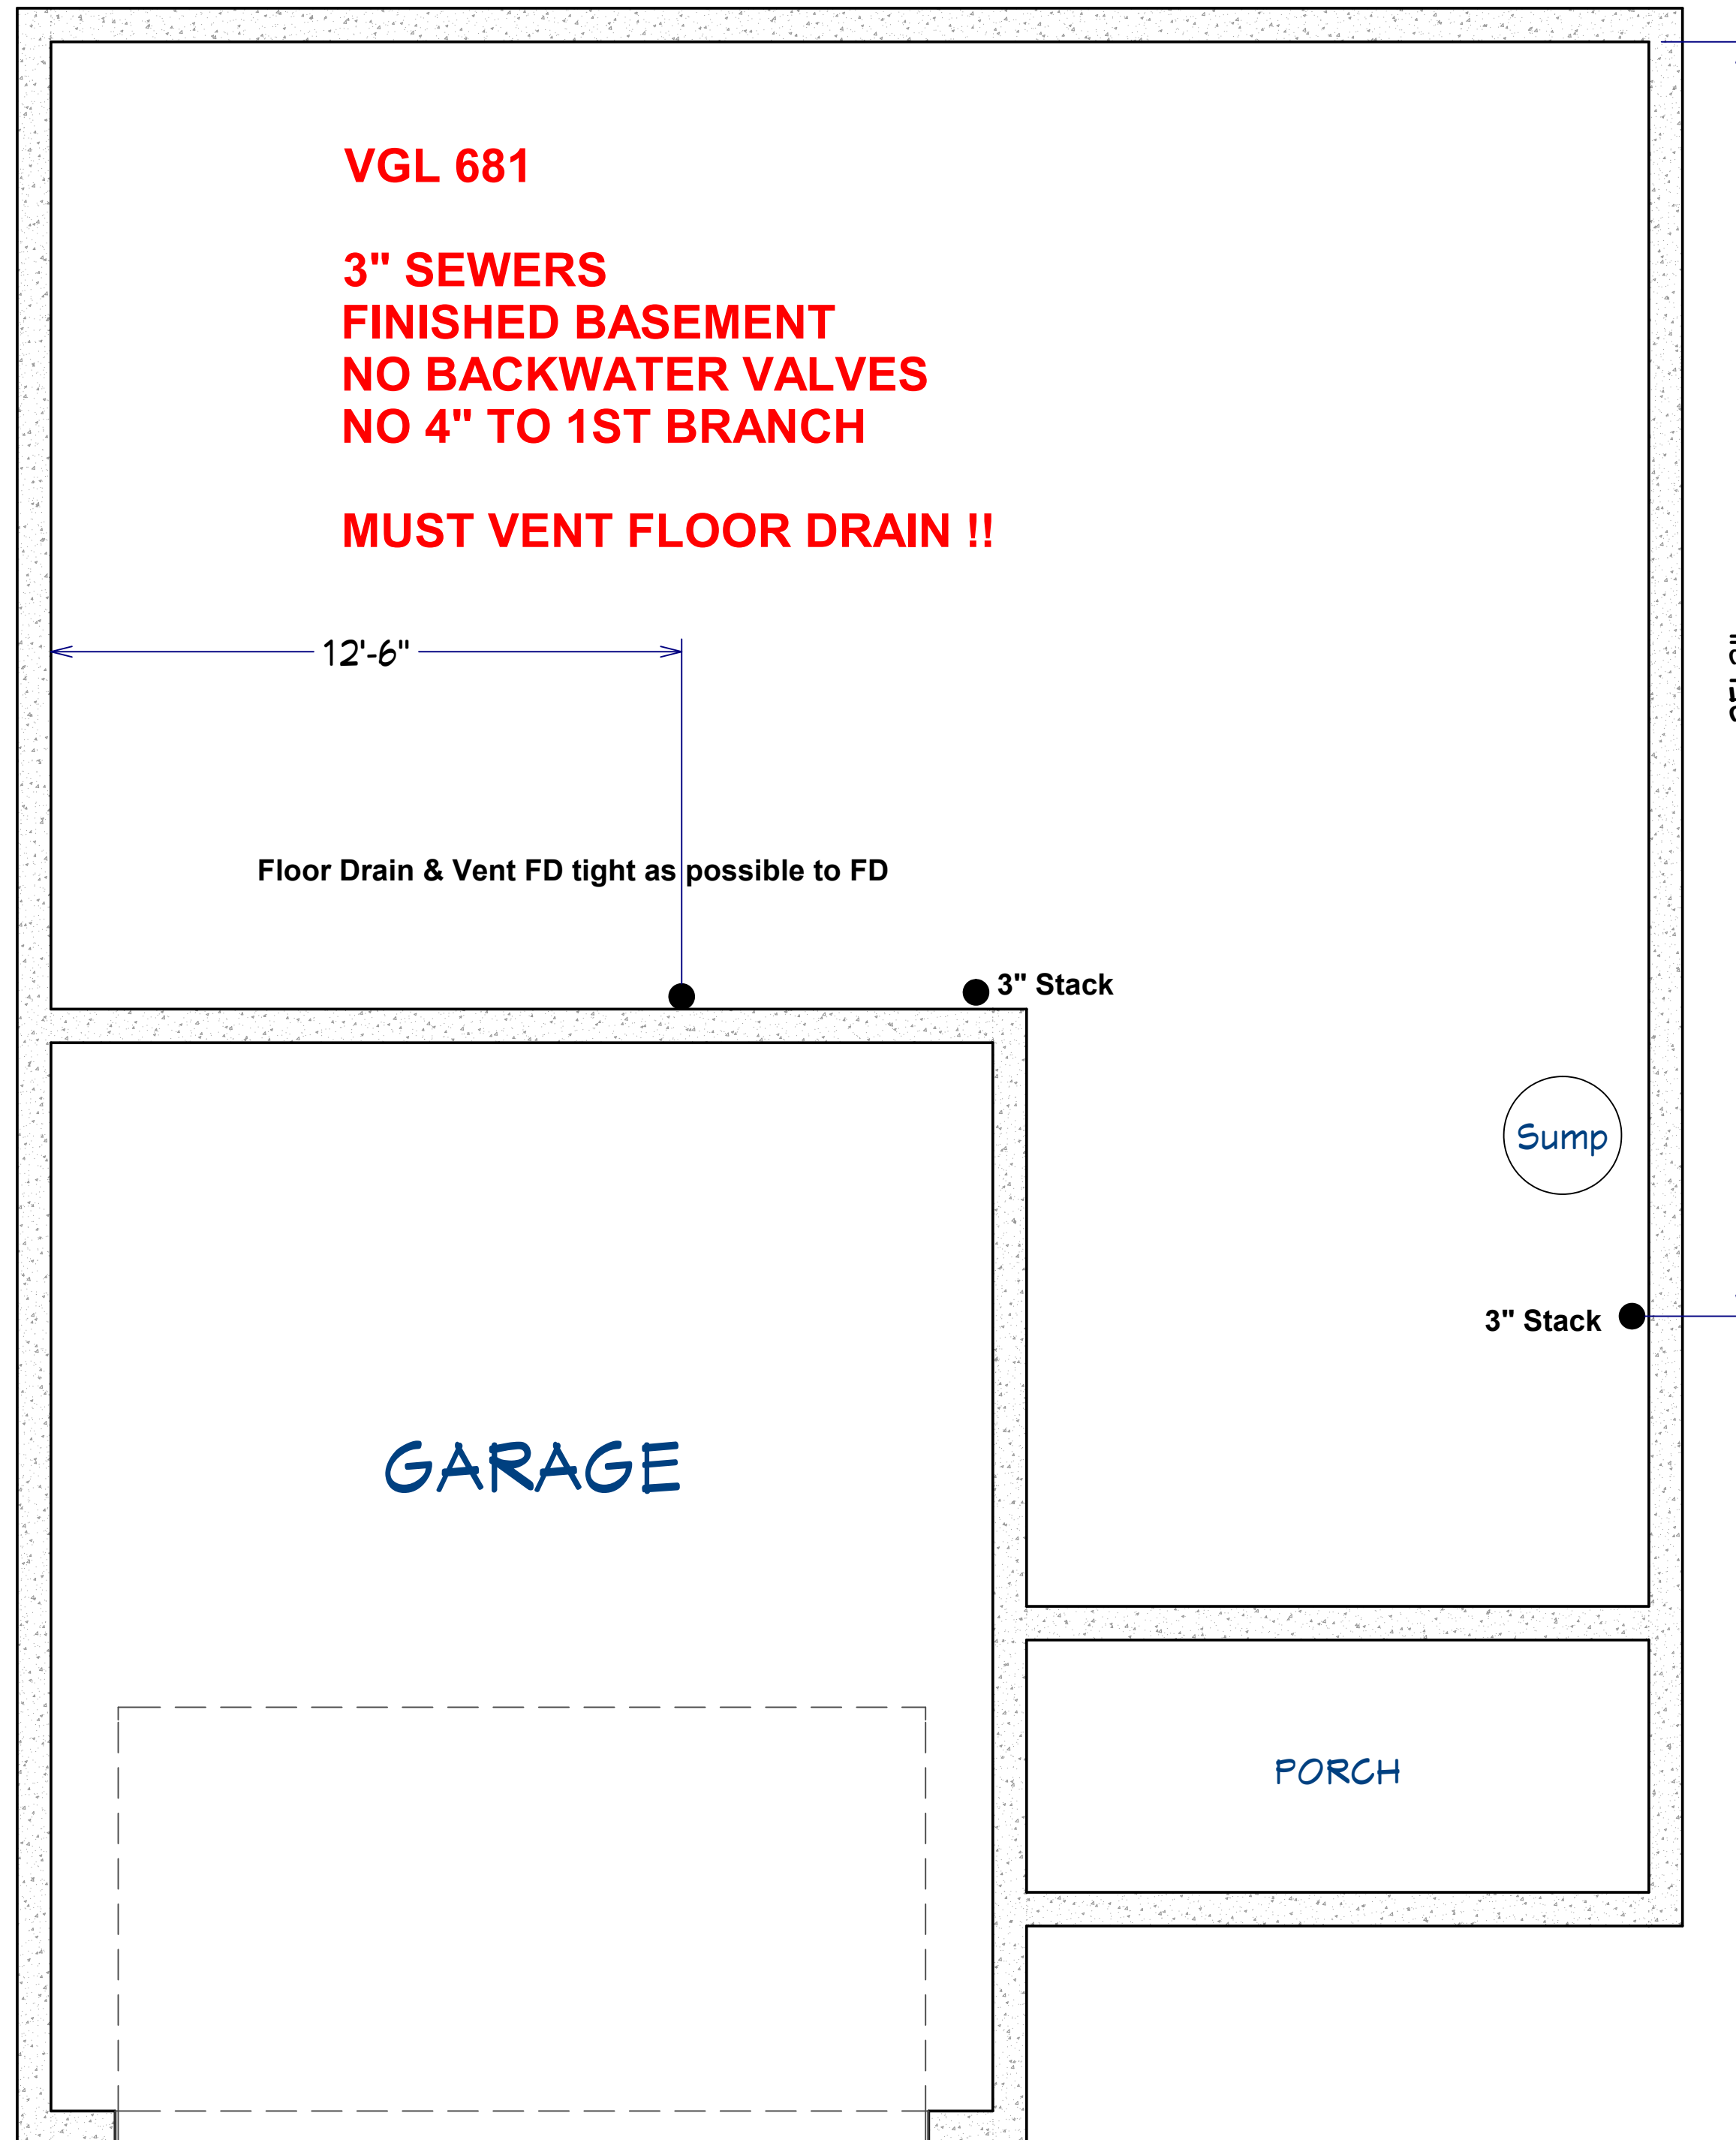 VGL 681
3" SEWERS
FINISHED BASEMENT
NO BACKWATER VALVES
NO 4" TO 1ST BRANCH
MUST VENT FLOOR DRAIN !!
12'-6"
Floor Drain & Vent FD tight as possible to FD
3" Stack
Sump
3" Stack
GARAGE
PORCH